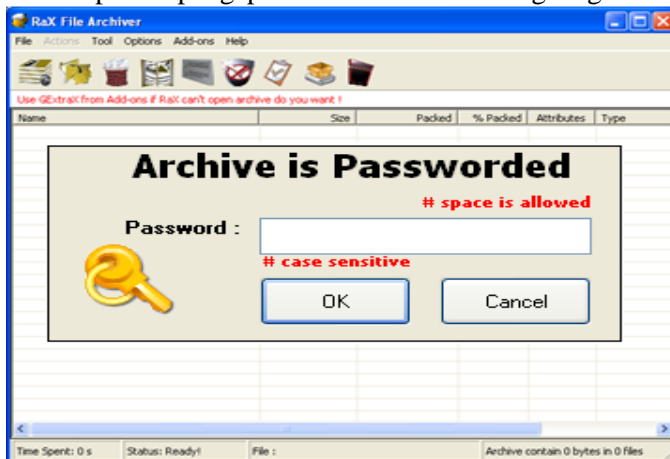 RaX File Archiver
File Actions Tool Options Add-ons Help
Use GExtraX from Add-ons if RaX can't open archive do you want !
Name Size Packed % Packed Attributes Type
Archive is Passworded
# space is allowed
Password :
# case sensitive
OK Cancel
Time Spent: 0 s Status: Ready! File : Archive contain 0 bytes in 0 files